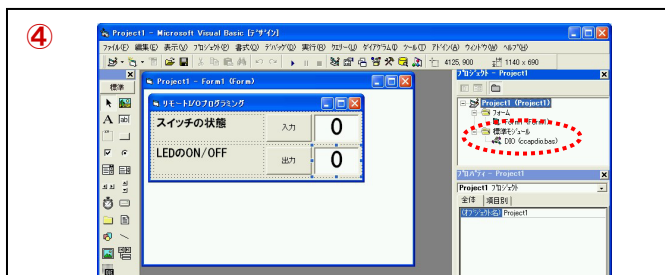 ④
Project1 - Microsoft Visual Basic [デザイン]
ファイル(F) 編集(E) 表示(V) プロジェクト(P) 書式(O) デバッグ(D) 実行(R) クエリー(U) ダイアグラム(I) ツール(T) アドイン(A) ウィンドウ(W) ヘルプ(H)
4125, 900 1140 x 690
標準
Project1 - Form1 (Form)
リモートI/Oプログラミング
スイッチの状態 入力 0
LEDのON/OFF 出力 0
プロジェクト - Project1
Project1 (Project1)
フォーム
Form1 (Form1)
標準モジュール
DIO (ccapdio.bas)
プロパティ - Project1
Project1 プロジェクト
全体 項目別
(オブジェクト名) Project1